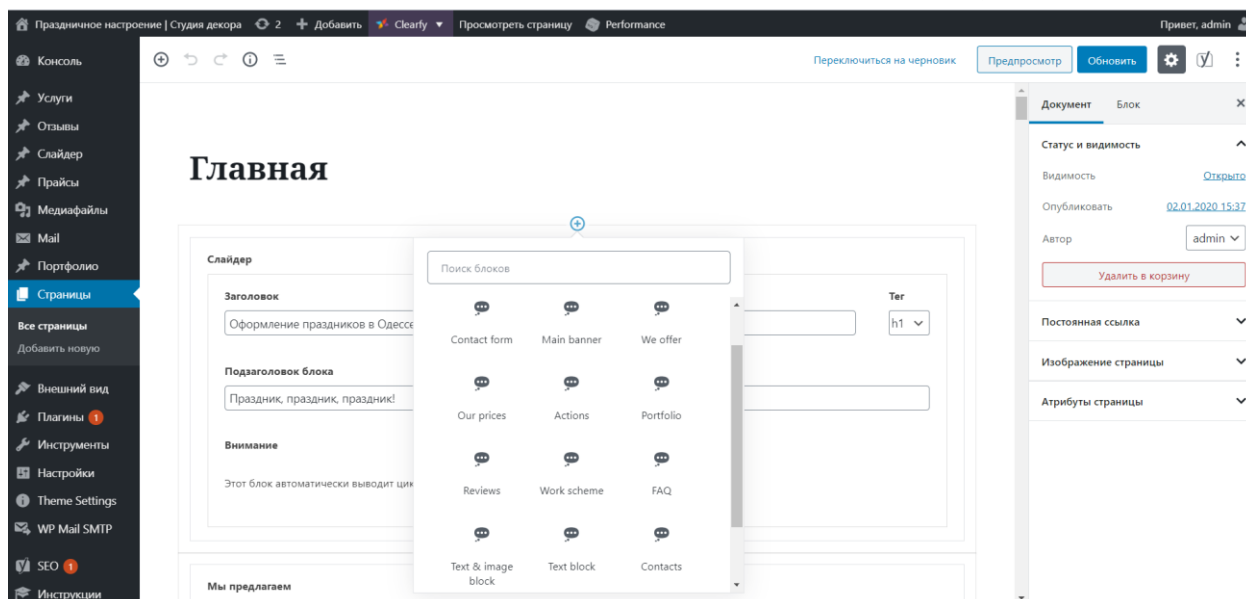 Праздничное настроение | Студия декора 2 Добавить Clearfy ▼ Просмотреть страницу Performance Привет, admin
Консоль
Услуги
Отзывы
Слайдер
Прайсы
Медиафайлы
Mail
Портфолио
Страницы
Все страницы
Добавить новую
Внешний вид
Плагины 1
Инструменты
Настройки
Theme Settings
WP Mail SMTP
SEO 1
Инструкции
Переключиться на черновик Предпросмотр Обновить
Главная
Слайдер
Заголовок Тег
Оформление праздников в Одессе h1
Подзаголовок блока
Праздник, праздник, праздник!
Внимание
Этот блок автоматически выводит
Мы предлагаем
Поиск блоков
Contact form Main banner We offer
Our prices Actions Portfolio
Reviews Work scheme FAQ
Text & image block Text block Contacts
Документ Блок
Статус и видимость
Видимость Открыто
Опубликовать 02.01.2020 15:37
Автор admin
Удалить в корзину
Постоянная ссылка
Изображение страницы
Атрибуты страницы